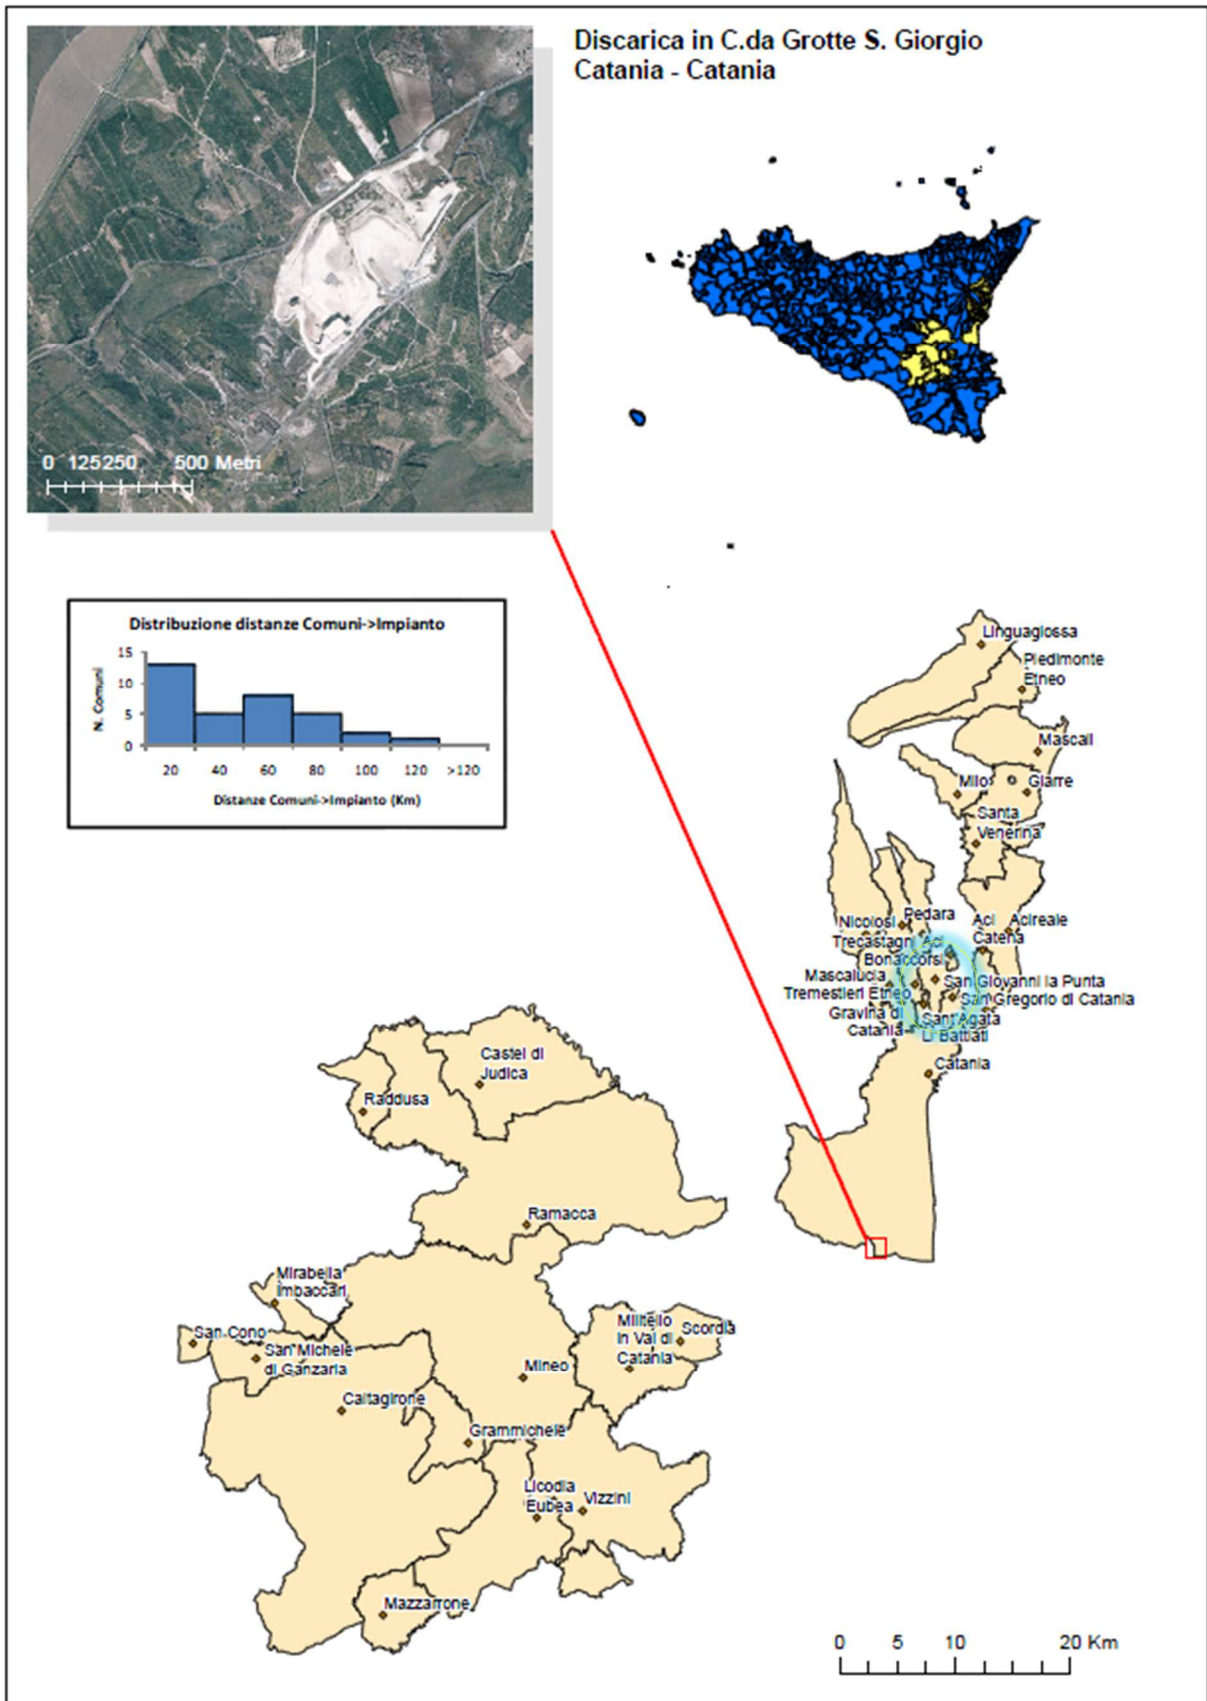 Discarica in C.da Grotte S. Giorgio
Catania - Catania
0 125250 500 Metri
Distribuzione distanze Comuni->Impianto
N. Comuni
15
10
5
0
20 40 60 80 100 120 >120
Distanze Comuni->Impianto (Km)
Linguaglossa
Piedimonte
Etneo
Mascali
Milo
Giarre
Santa
Venerina
Nicolosi
Pedara
Aci
Catena
Acireale
Trecastagni
Aci
Bonaccorsi
Mascalucia
San Giovanni la Punta
Tremestieri Etneo
San Gregorio di Catania
Gravina di
Catania
Sant'Agata
Li Battiati
Catania
Castel di
Judica
Raddusa
Ramacca
Mirabella
Imbaccari
San Cono
San Michele
di Ganzaria
Militello
in Val di
Catania
Scordia
Mineo
Caltagirone
Grammichele
Licodia
Eubea
Vizzini
Mazzarrone
0 5 10 20 Km